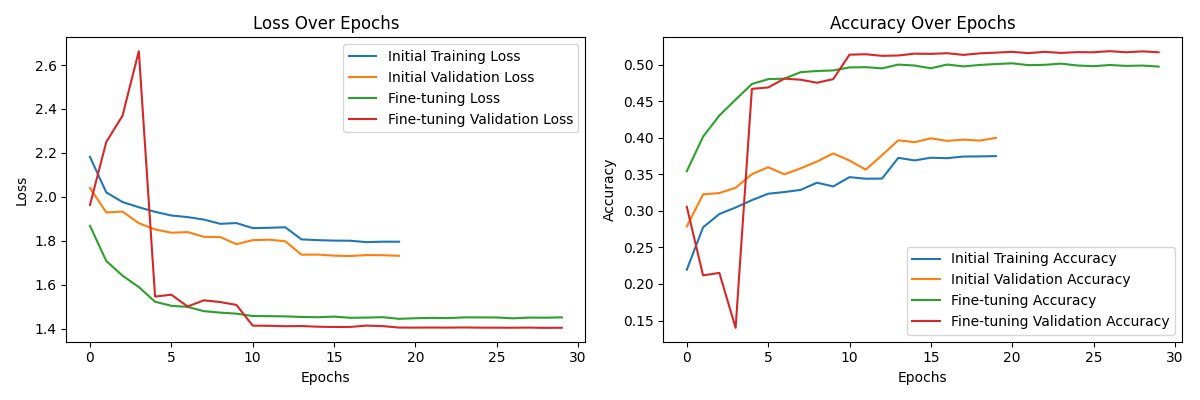 Loss Over Epochs
Loss
2.6
2.4
2.2
2.0
1.8
1.6
1.4
Initial Training Loss
Initial Validation Loss
Fine-tuning Loss
Fine-tuning Validation Loss
0 5 10 15 20 25 30
Epochs
Accuracy Over Epochs
Accuracy
0.50
0.45
0.40
0.35
0.30
0.25
0.20
0.15
Initial Training Accuracy
Initial Validation Accuracy
Fine-tuning Accuracy
Fine-tuning Validation Accuracy
0 5 10 15 20 25 30
Epochs